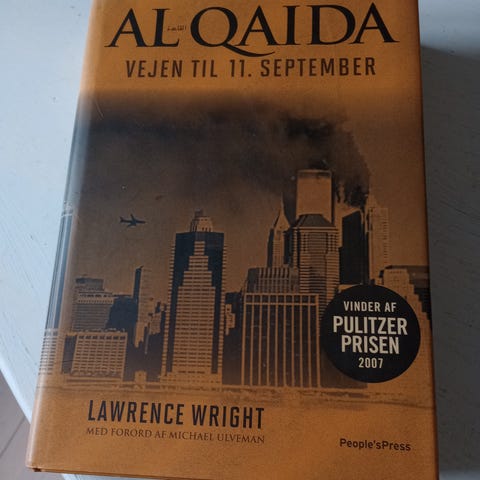 AL QAIDA
القاعدة
VEJEN TIL 11. SEPTEMBER
VINDER AF
PULITZER
PRISEN
2007
LAWRENCE WRIGHT
MED FORORD AF MICHAEL ULVEMAN
People'sPress